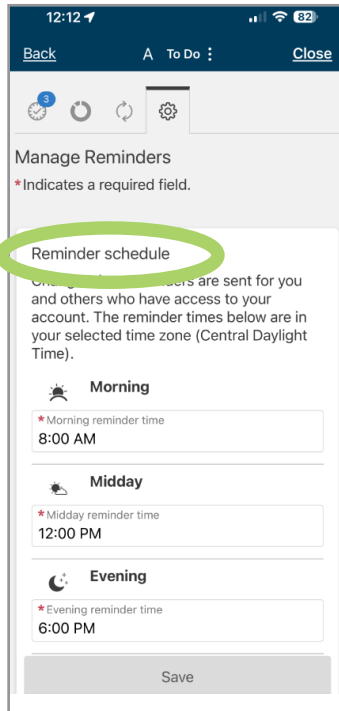 12:12 82
Back A To Do Close
3
Manage Reminders
*Indicates a required field.
Reminder schedule
are sent for you
and others who have access to your
account. The reminder times below are in
your selected time zone (Central Daylight
Time).
Morning
*Morning reminder time
8:00 AM
Midday
*Midday reminder time
12:00 PM
Evening
*Evening reminder time
6:00 PM
Save